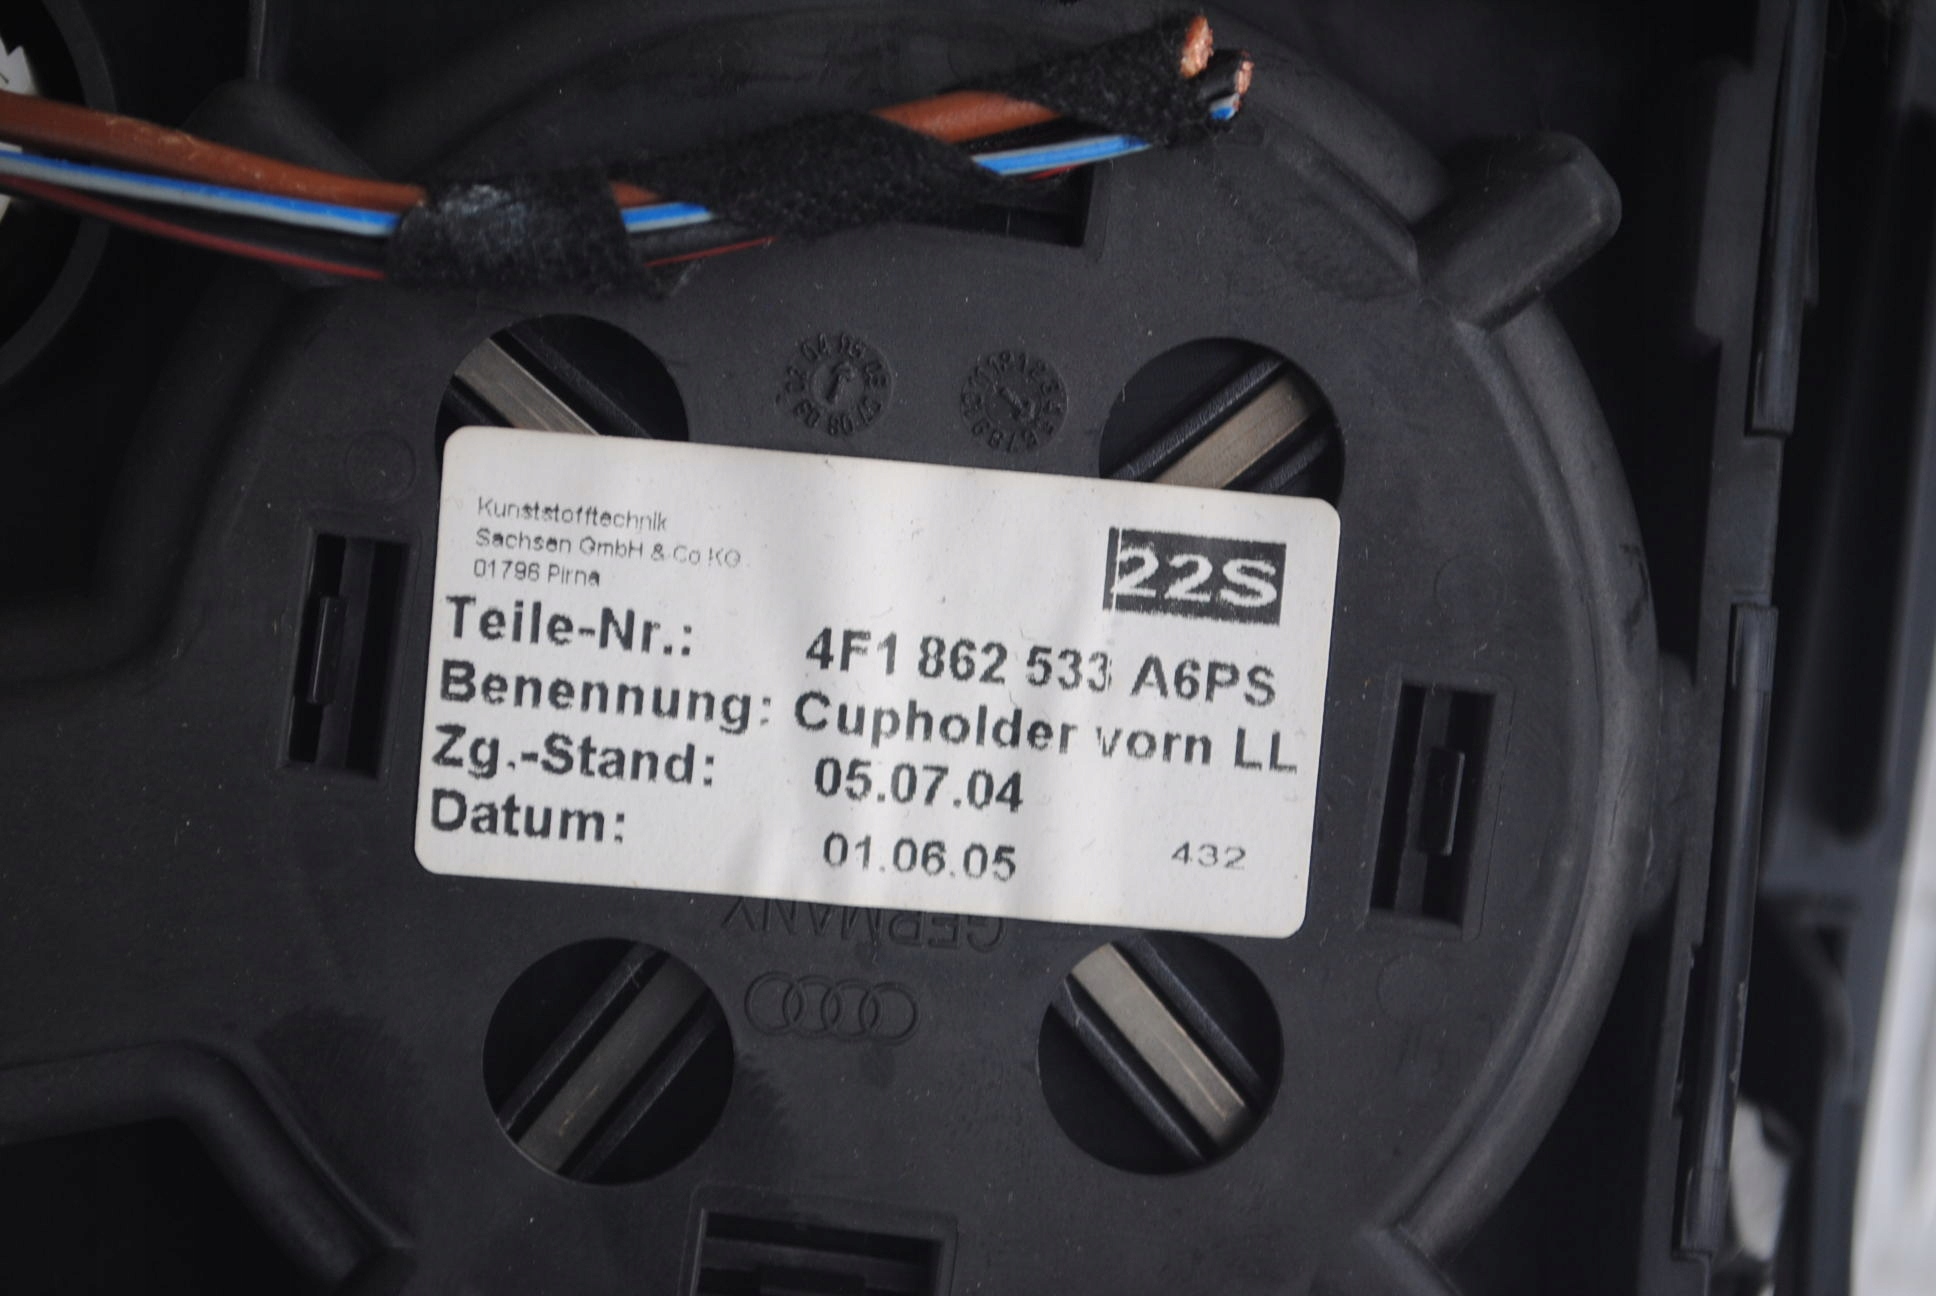 Kunststofftechnik
Sachsen GmbH & Co KG
01796 Pirna
22S
Teile-Nr.: 4F1 862 533 A6PS
Benennung: Cupholder vorn LL
Zg.-Stand: 05.07.04
Datum: 01.06.05
432
GERMANY